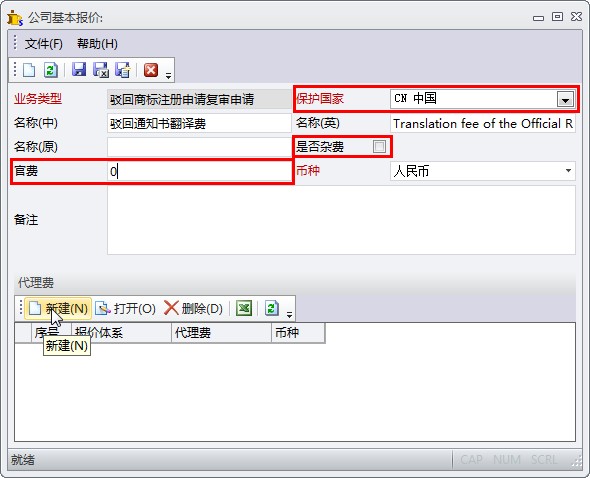 公司基本报价:
文件(F) 帮助(H)
业务类型 驳回商标注册申请复审申请 保护国家 CN 中国
名称(中) 驳回通知书翻译费 名称(英) Translation fee of the Official R
名称(原) 是否杂费
官费 0 币种 人民币
备注
代理费
新建(N) 打开(O) 删除(D)
序号 报价体系 代理费 币种
新建(N)
就绪 CAP NUM SCRL